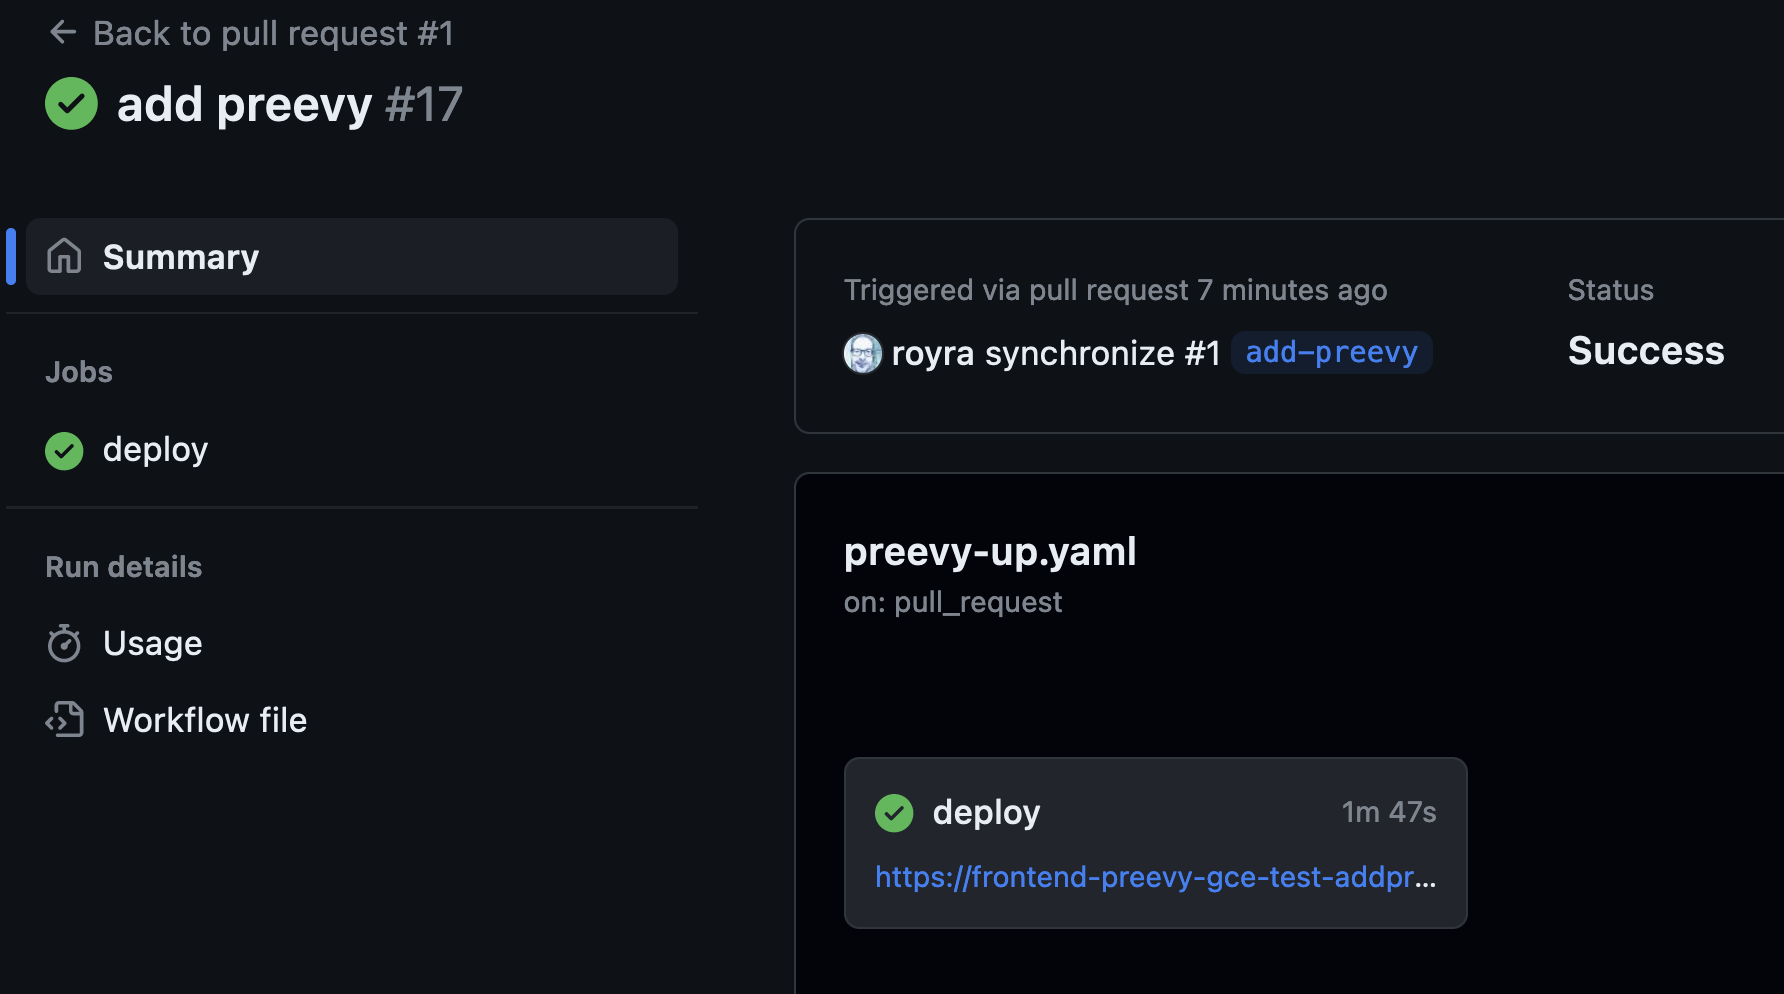 Back to pull request #1
add preevy #17
Summary
Jobs
deploy
Run details
Usage
Workflow file
Triggered via pull request 7 minutes ago
royra synchronize #1 add-preevy
Status
Success
preevy-up.yaml
on: pull_request
deploy 1m 47s
https://frontend-preevy-gce-test-addpr...